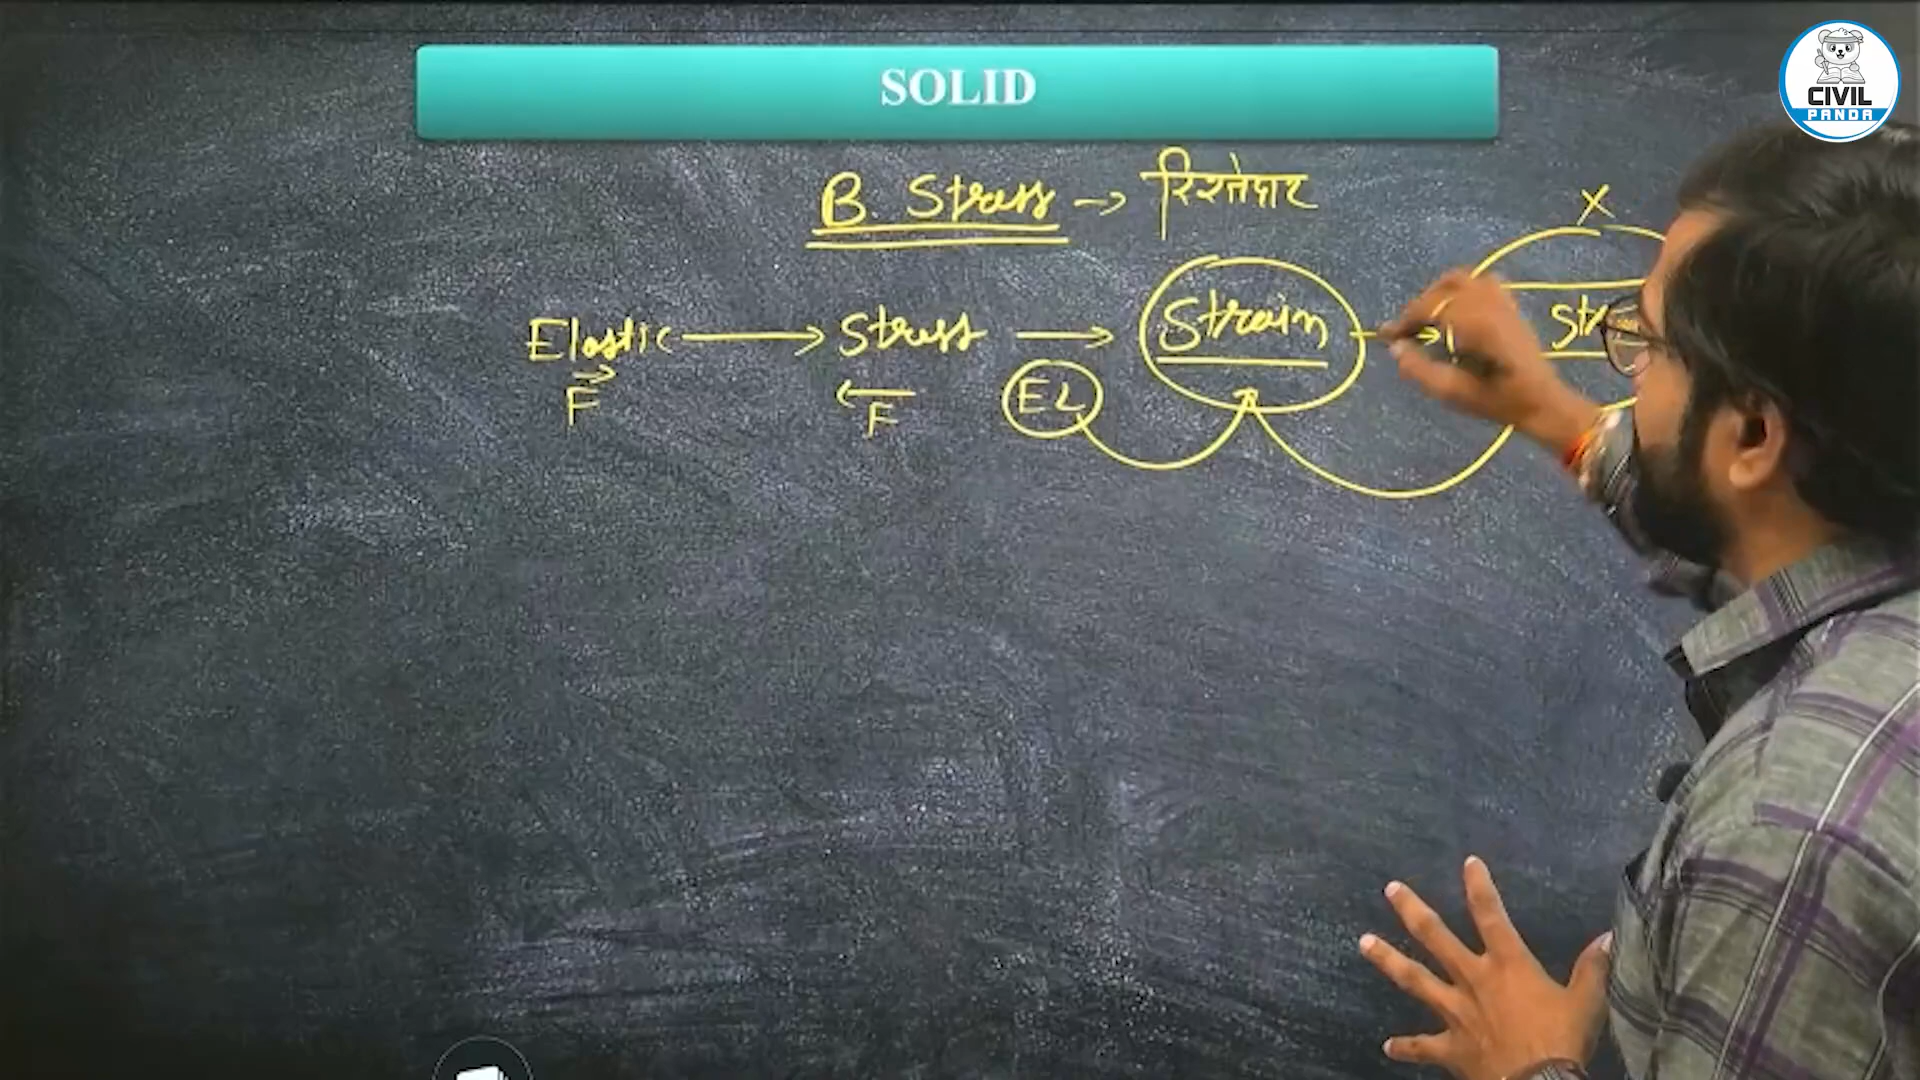 SOLID
CIVIL
PANDA
B. Stress → रिश्तेदार
X
Elastic → Stress → Strain →
F F EL